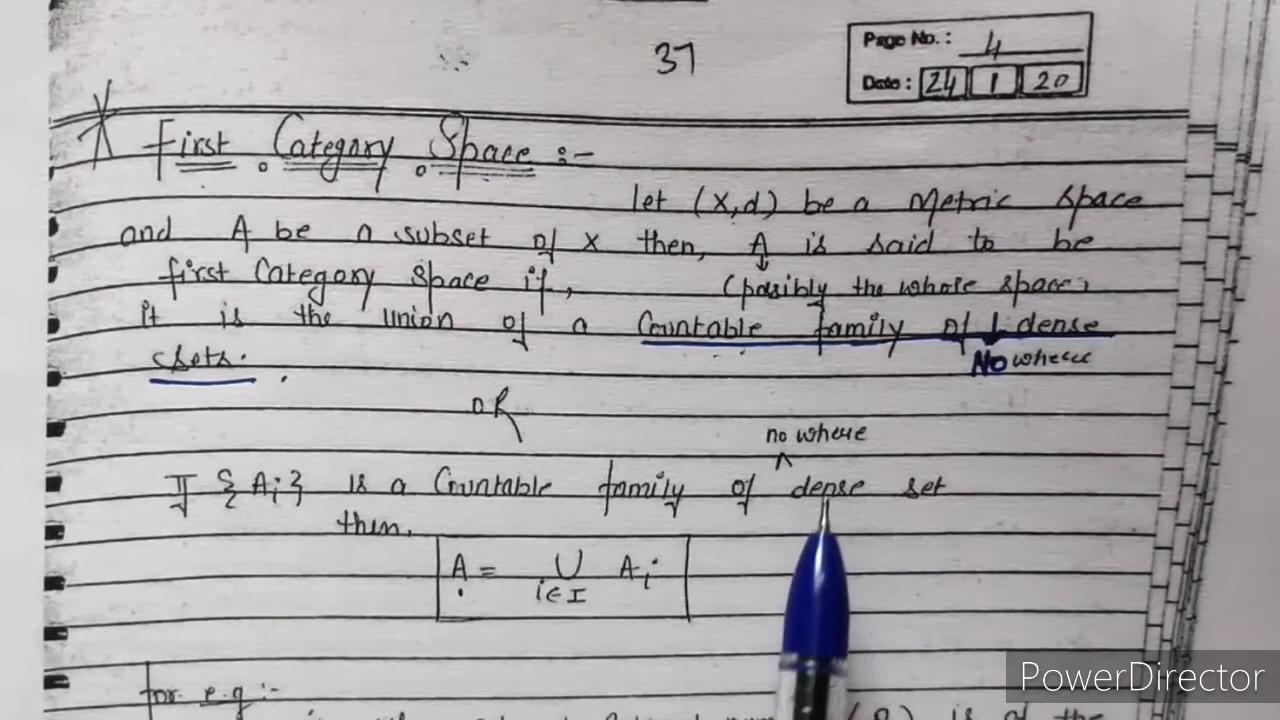 37
Page No.: 4
Date: 24 1 20
First Category Space :-
let (X,d) be a Metric space
and A be a subset of X then, A is said to be
first Category space if, (possibly the whole space)
it is the union of a Countable family of dense
No where
sets.
OR
no where
If {Ai} is a Countable family of dense set
then,
A = ∪ Ai
i∈I
for e.g :-
is of the
PowerDirector